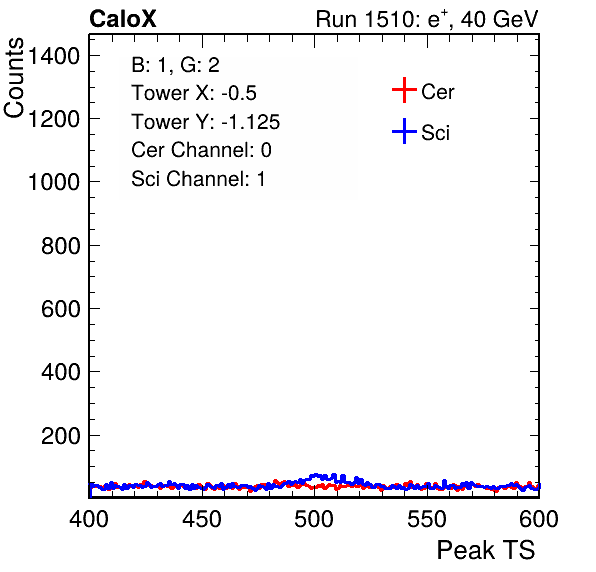 CaloX Run 1510: e⁺, 40 GeV
Counts
1400
1200
1000
800
600
400
200
B: 1, G: 2
Tower X: -0.5
Tower Y: -1.125
Cer Channel: 0
Sci Channel: 1
Cer
Sci
400 450 500 550 600
Peak TS